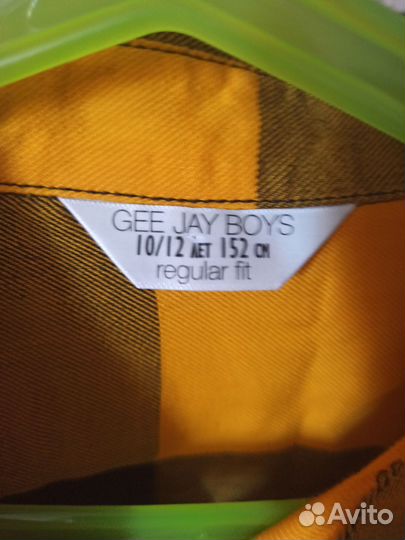 GEE JAY BOYS
10/12 ЛЕТ 152 СМ
regular fit
Avito